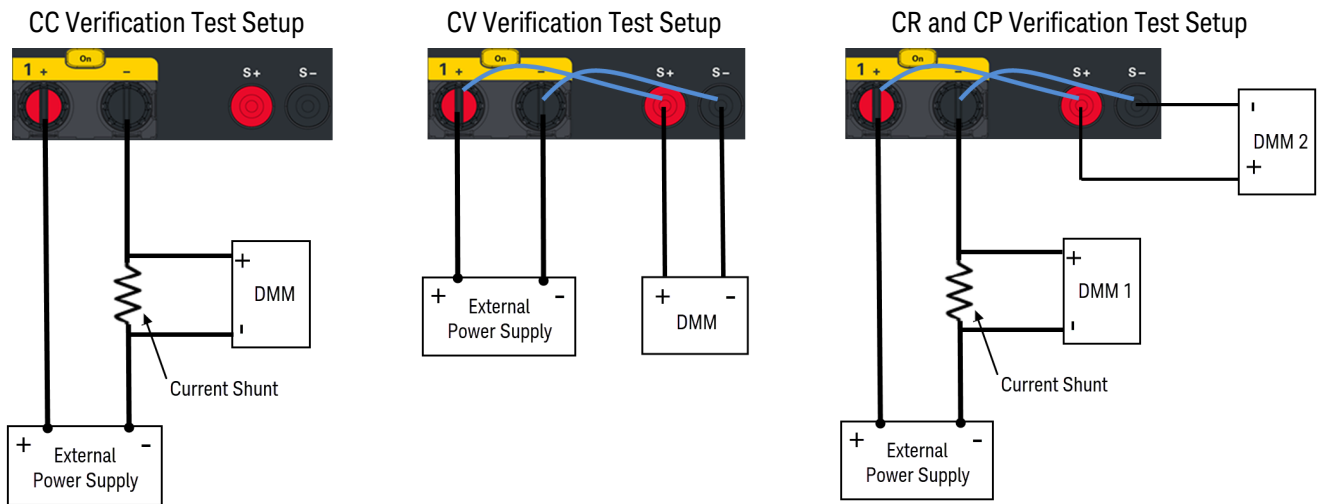 CC Verification Test Setup
On
1 + -
S+ S-
+
DMM
-
Current Shunt
+ -
External
Power Supply
CV Verification Test Setup
On
1 + -
S+ S-
+ -
External
Power Supply
+ -
DMM
CR and CP Verification Test Setup
On
1 + -
S+ S-
-
DMM 2
+
+
DMM 1
-
Current Shunt
+ -
External
Power Supply